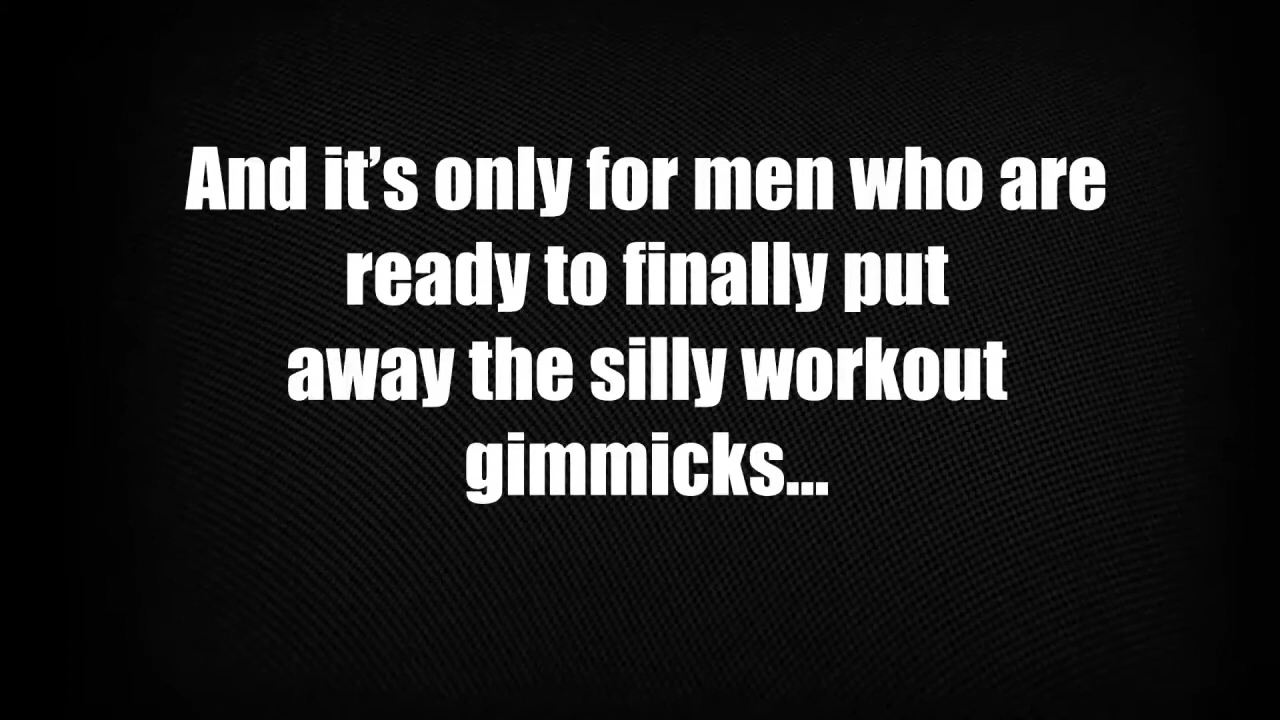 And it’s only for men who are
ready to finally put
away the silly workout
gimmicks...